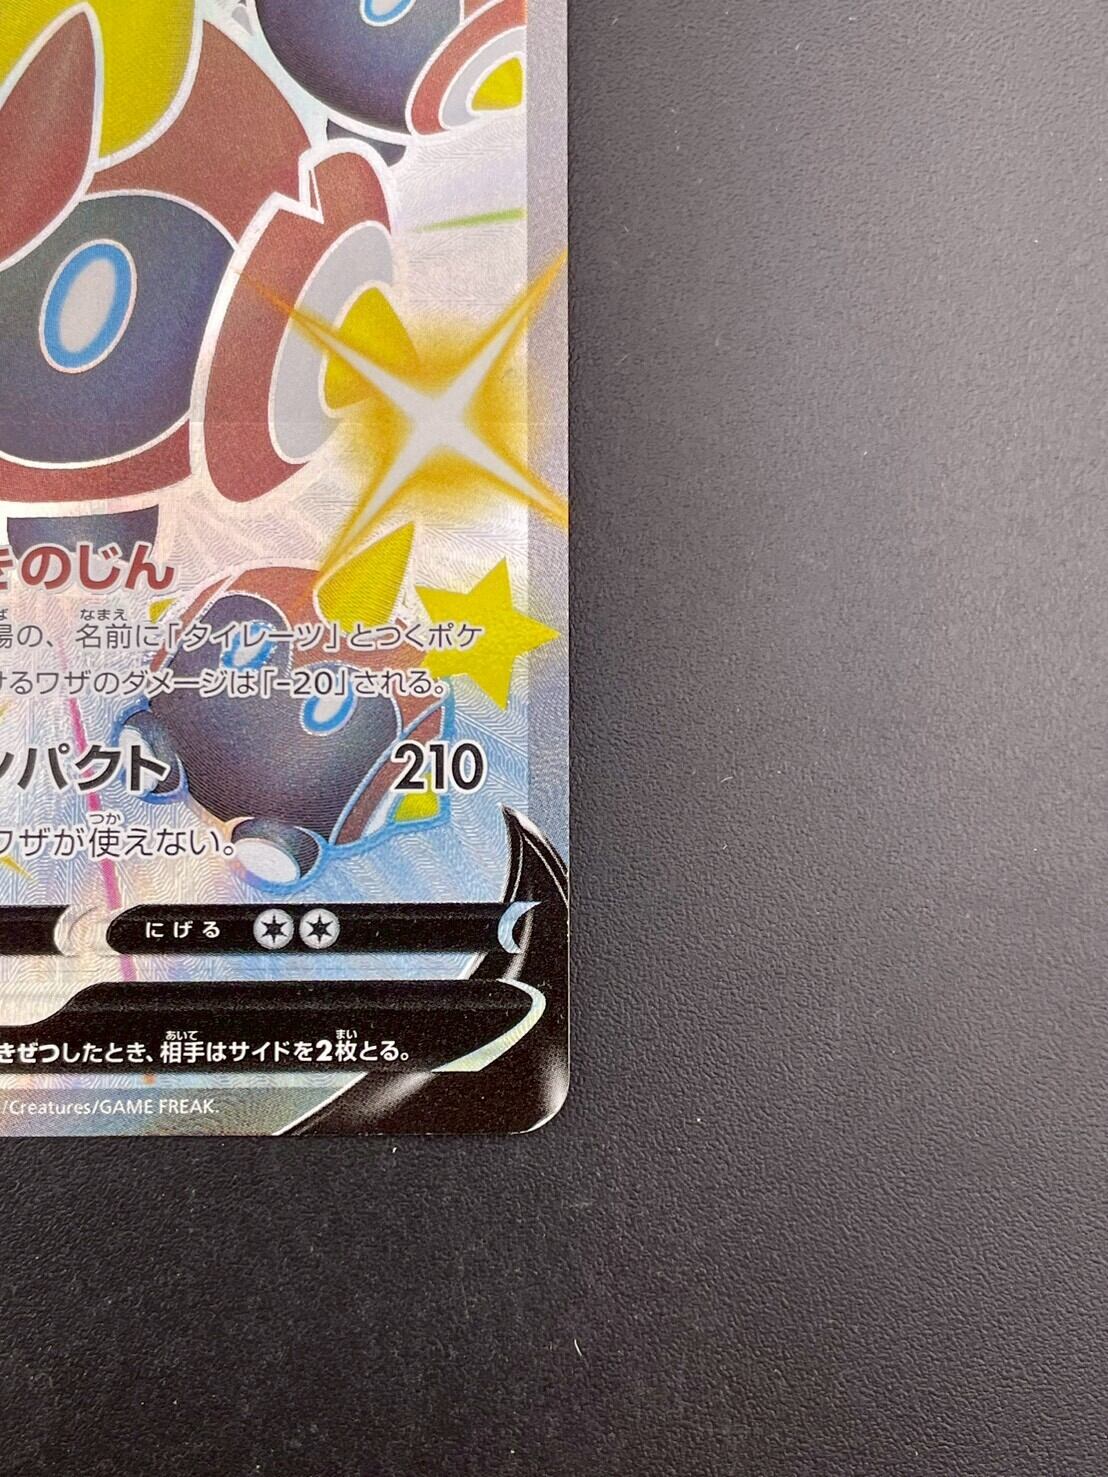 きのじん
場の、名前に「タイレーツ」とつくポケ
けるワザのダメージは「-20」される。
ンパクト 210
ワザが使えない。
にげる
きぜつしたとき、相手はサイドを2枚とる。
/Creatures/GAME FREAK.